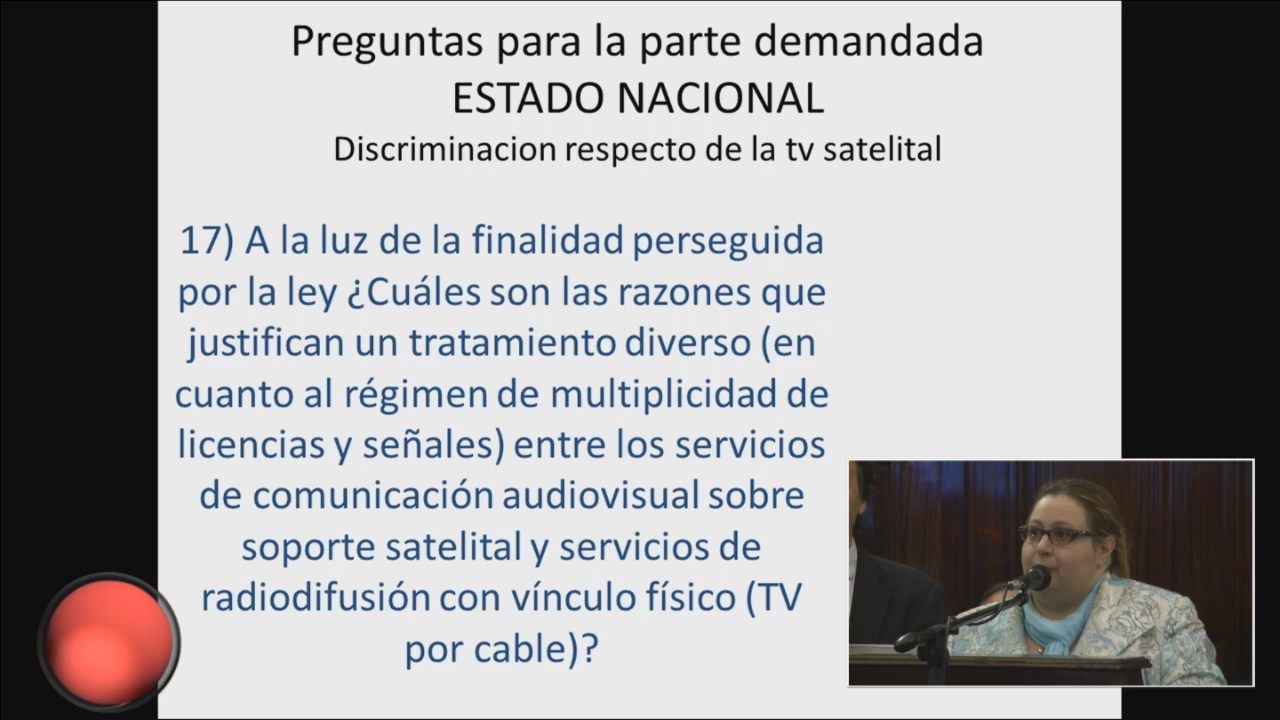 Preguntas para la parte demandada
ESTADO NACIONAL
Discriminacion respecto de la tv satelital
17) A la luz de la finalidad perseguida
por la ley ¿Cuáles son las razones que
justifican un tratamiento diverso (en
cuanto al régimen de multiplicidad de
licencias y señales) entre los servicios
de comunicación audiovisual sobre
soporte satelital y servicios de
radiodifusión con vínculo físico (TV
por cable)?